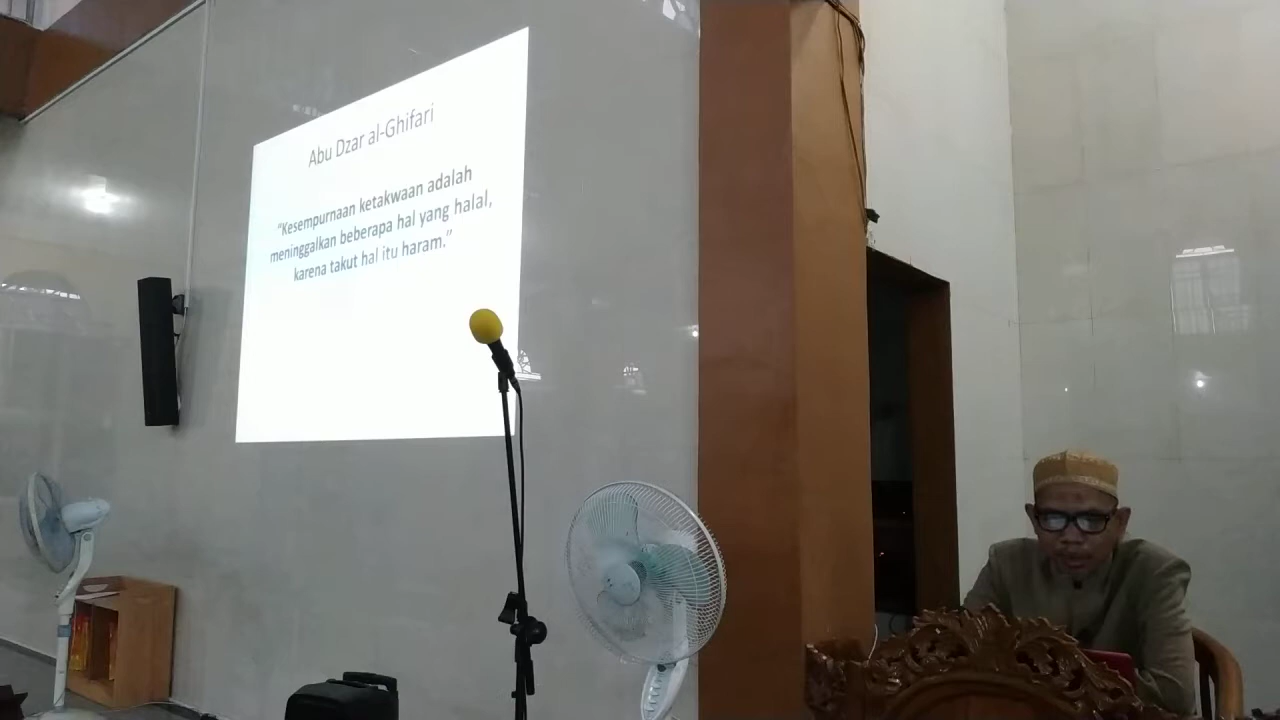 Abu Dzar al-Ghifari
“Kesempurnaan ketakwaan adalah
meninggalkan beberapa hal yang halal,
karena takut hal itu haram.”